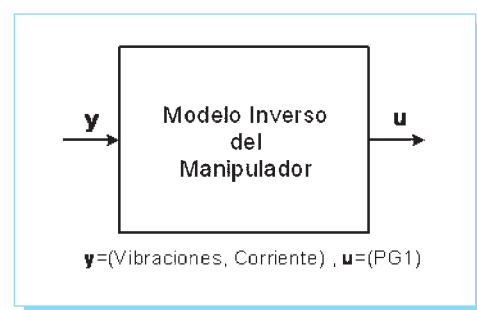 y
Modelo Inverso
del
Manipulador
u
y=(Vibraciones, Corriente) , u=(PG1)